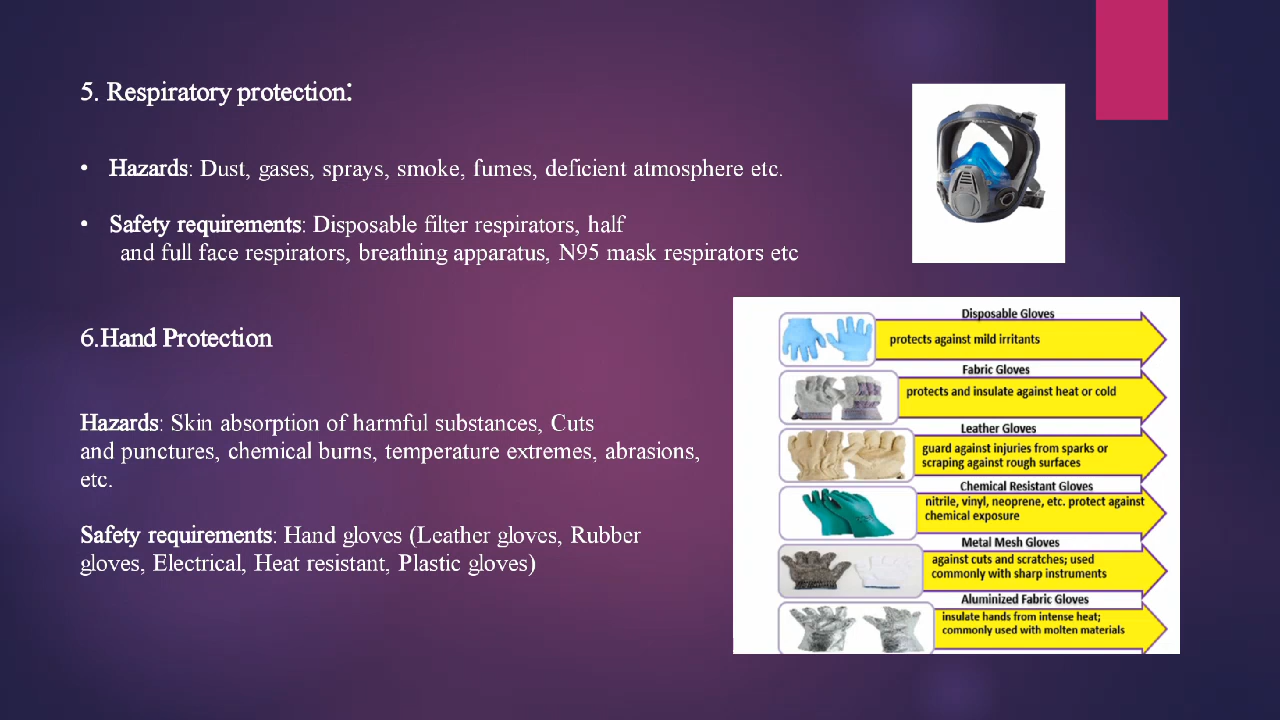 5. Respiratory protection:
• Hazards: Dust, gases, sprays, smoke, fumes, deficient atmosphere etc.
• Safety requirements: Disposable filter respirators, half
and full face respirators, breathing apparatus, N95 mask respirators etc
6.Hand Protection
Hazards: Skin absorption of harmful substances, Cuts
and punctures, chemical burns, temperature extremes, abrasions,
etc.
Safety requirements: Hand gloves (Leather gloves, Rubber
gloves, Electrical, Heat resistant, Plastic gloves)
Disposable Gloves
protects against mild irritants
Fabric Gloves
protects and insulate against heat or cold
Leather Gloves
guard against injuries from sparks or
scraping against rough surfaces
Chemical Resistant Gloves
nitrile, vinyl, neoprene, etc. protect against
chemical exposure
Metal Mesh Gloves
against cuts and scratches; used
commonly with sharp instruments
Aluminized Fabric Gloves
insulate hands from intense heat;
commonly used with molten materials